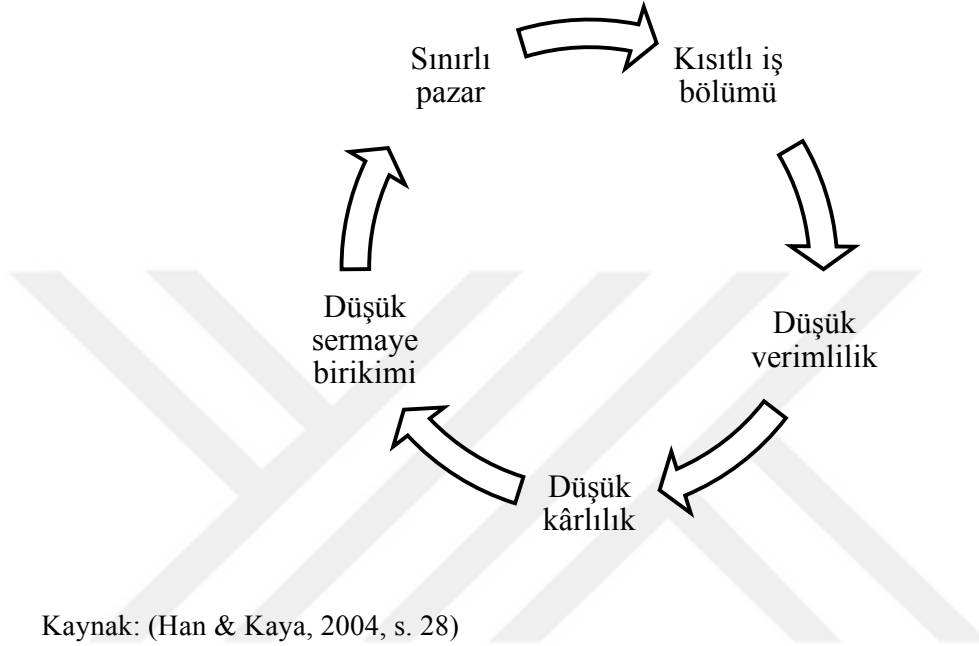 Sınırlı
pazar
Kısıtlı iş
bölümü
Düşük
verimlilik
Düşük
kârlılık
Düşük
sermaye
birikimi
Kaynak: (Han & Kaya, 2004, s. 28)